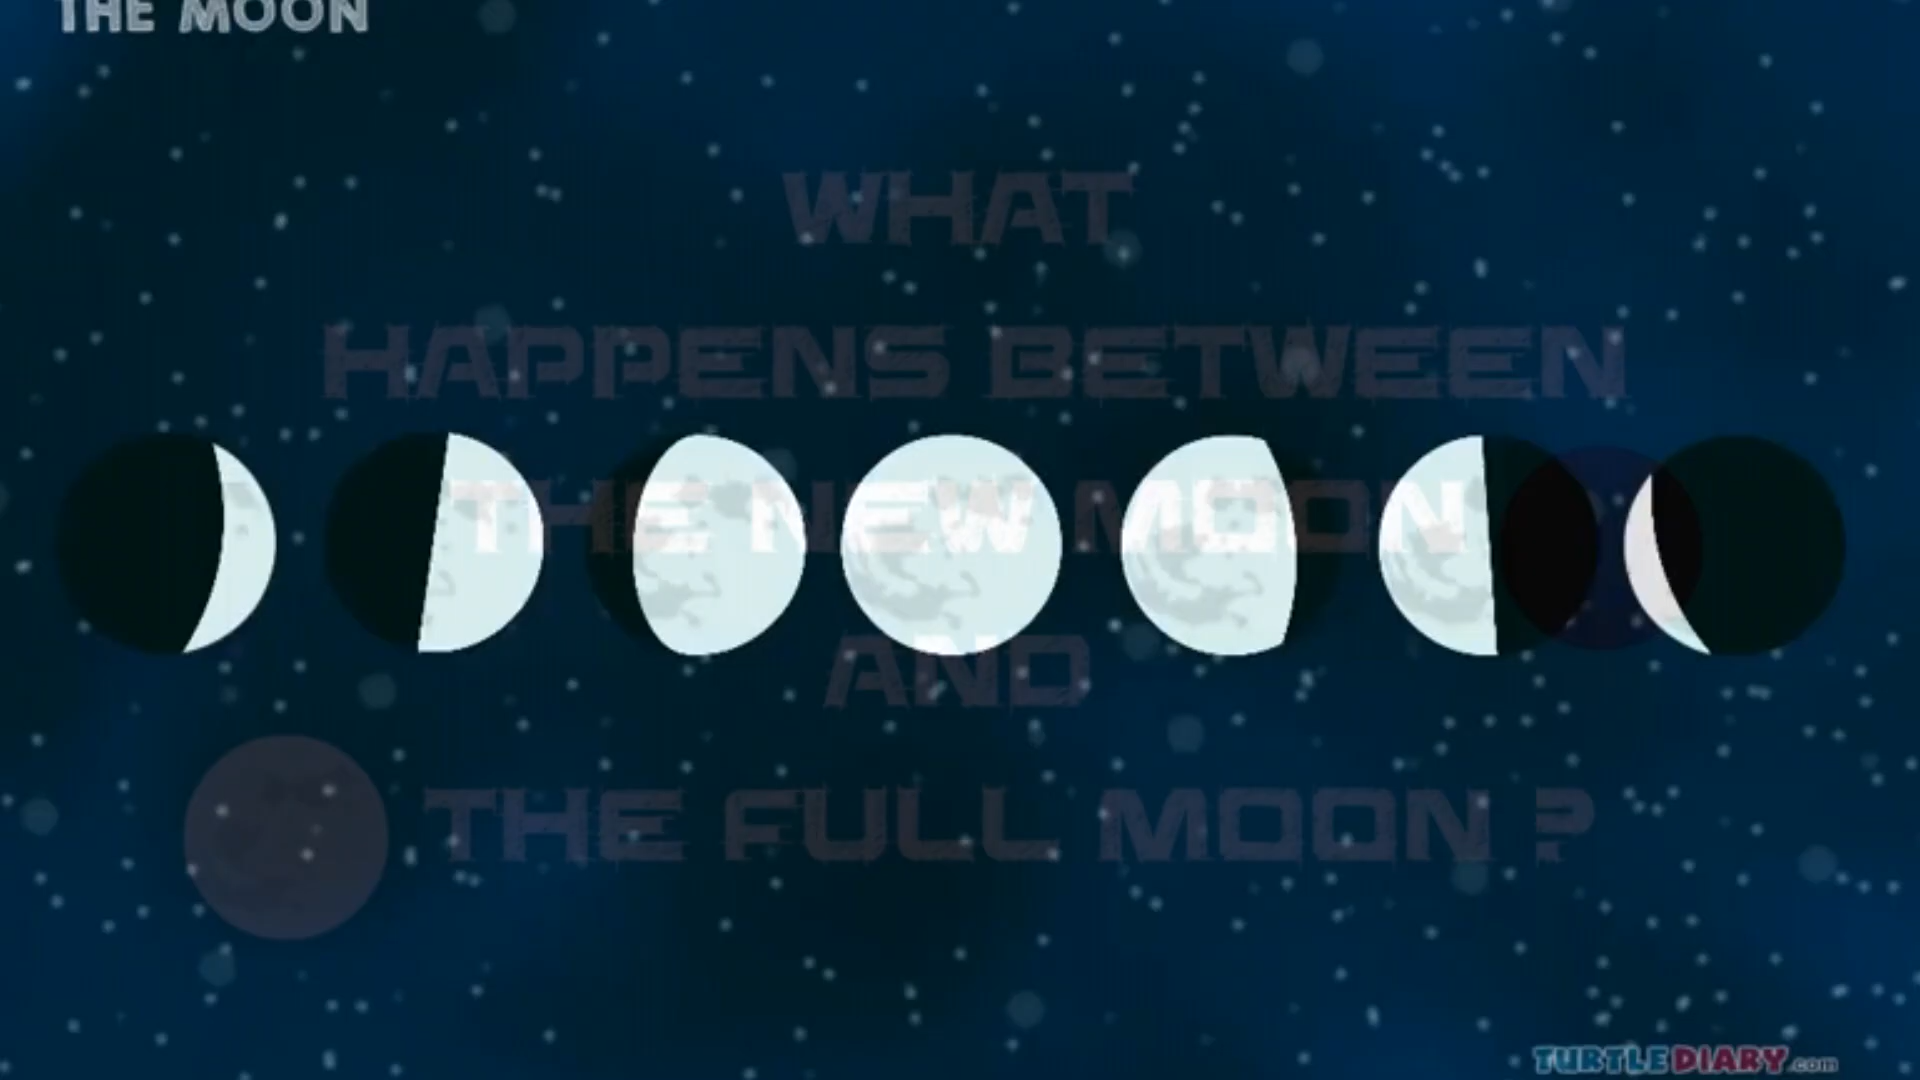 THE MOON
WHAT
HAPPENS BETWEEN
THE NEW MOON
AND
THE FULL MOON ?
TURTLEDIARY.com